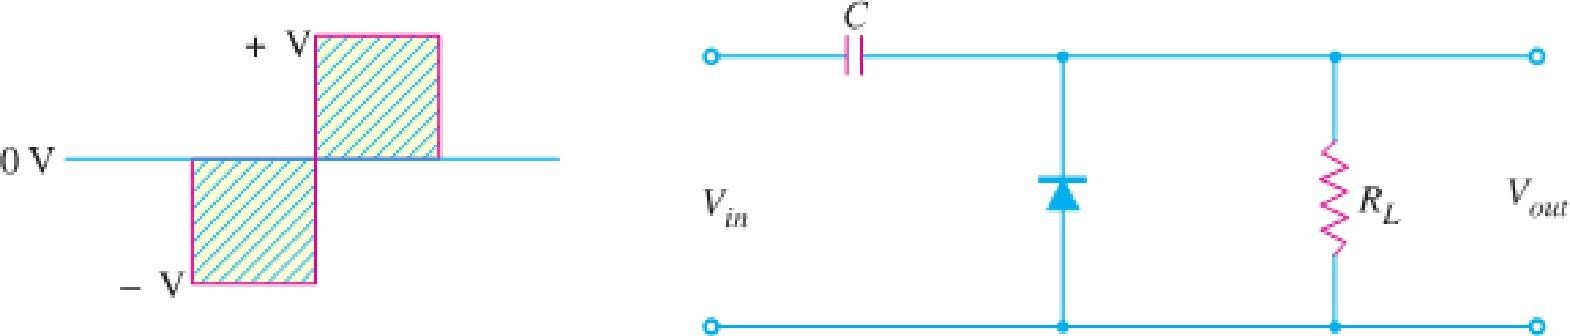 + V
0 V
− V
C
V_in
R_L
V_out